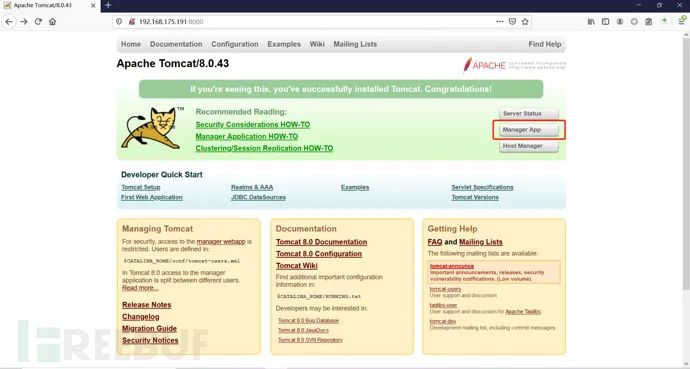 Apache Tomcat/8.0.43
192.168.175.191:8080
Home Documentation Configuration Examples Wiki Mailing Lists Find Help
Apache Tomcat/8.0.43
APACHE
SOFTWARE FOUNDATION
http://www.apache.org/
If you're seeing this, you've successfully installed Tomcat. Congratulations!
TM
Recommended Reading:
Security Considerations HOW-TO
Manager Application HOW-TO
Clustering/Session Replication HOW-TO
Server Status
Manager App
Host Manager
Developer Quick Start
Tomcat Setup
First Web Application
Realms & AAA
JDBC DataSources
Examples
Servlet Specifications
Tomcat Versions
Managing Tomcat
For security, access to the manager webapp is
restricted. Users are defined in:
$CATALINA_HOME/conf/tomcat-users.xml
In Tomcat 8.0 access to the manager
application is split between different users.
Read more...
Release Notes
Changelog
Migration Guide
Security Notices
Documentation
Tomcat 8.0 Documentation
Tomcat 8.0 Configuration
Tomcat Wiki
Find additional important configuration
information in:
$CATALINA_HOME/RUNNING.txt
Developers may be interested in:
Tomcat 8.0 Bug Database
Tomcat 8.0 JavaDocs
Tomcat 8.0 SVN Repository
Getting Help
FAQ and Mailing Lists
The following mailing lists are available:
tomcat-announce
Important announcements, releases, security
vulnerability notifications. (Low volume).
tomcat-users
User support and discussion
taglibs-user
User support and discussion for Apache Taglibs
tomcat-dev
Development mailing list, including commit messages
FREEBUF